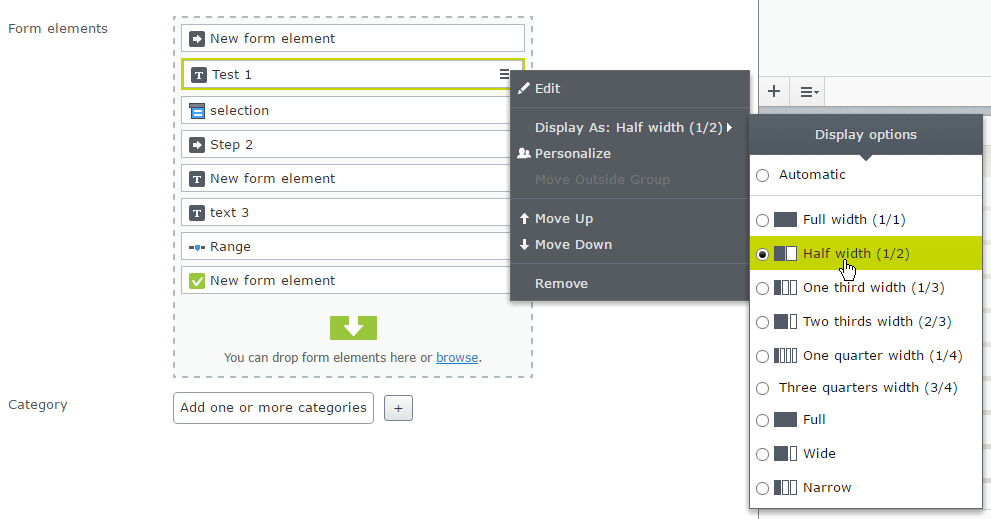 Form elements
New form element
Test 1
selection
Step 2
New form element
text 3
Range
New form element
You can drop form elements here or browse.
Category
Add one or more categories
+
Edit
Display As: Half width (1/2)
Personalize
Move Outside Group
Move Up
Move Down
Remove
Display options
Automatic
Full width (1/1)
Half width (1/2)
One third width (1/3)
Two thirds width (2/3)
One quarter width (1/4)
Three quarters width (3/4)
Full
Wide
Narrow